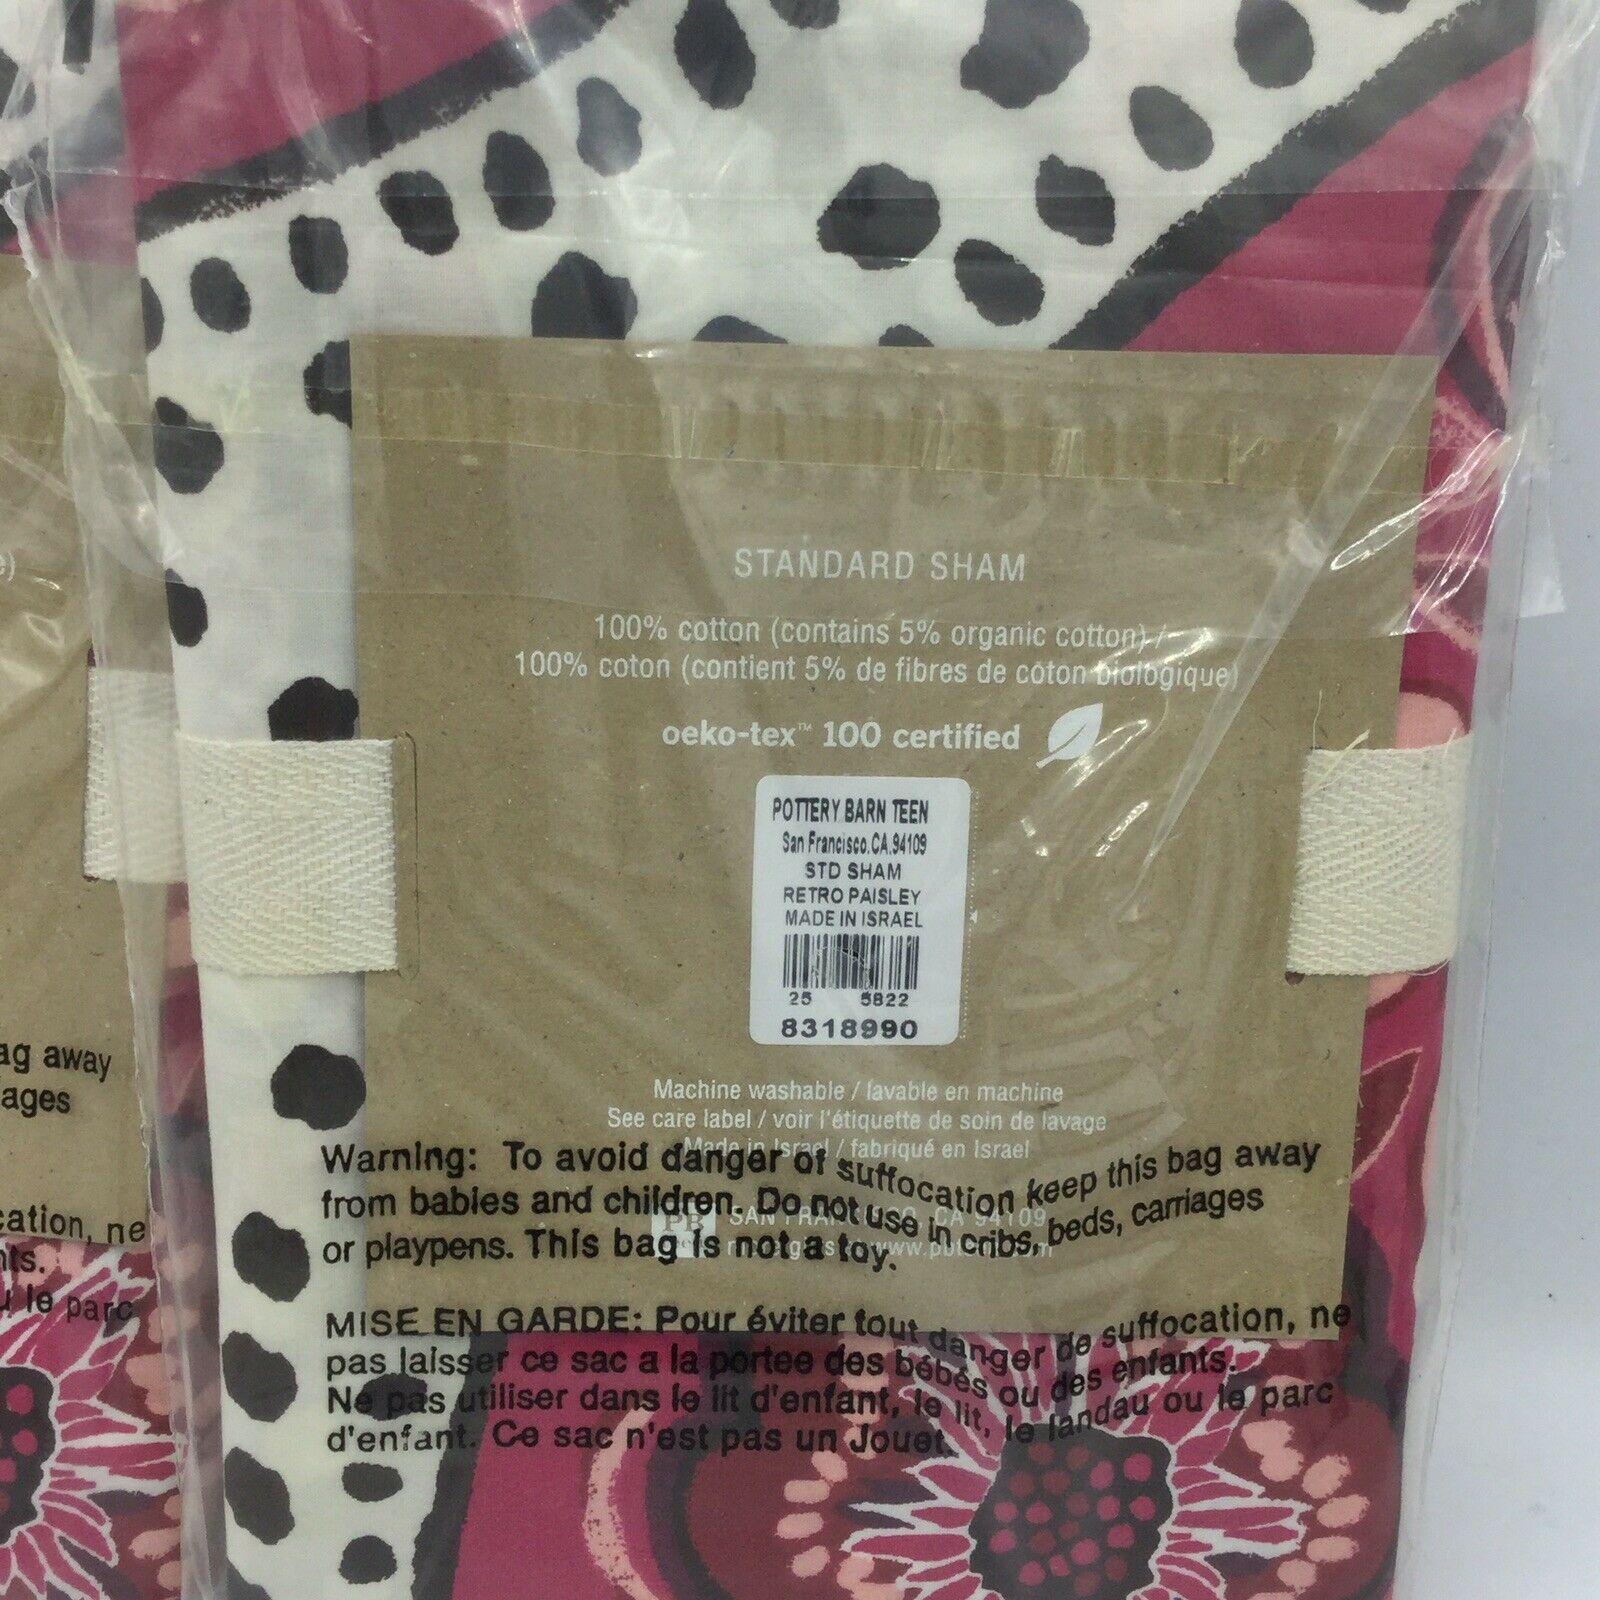 STANDARD SHAM
100% cotton (contains 5% organic cotton) /
100% coton (contient 5% de fibres de coton biologique)
oeko-tex™ 100 certified
POTTERY BARN TEEN
San Francisco.CA.94109
STD SHAM
RETRO PAISLEY
MADE IN ISRAEL
25 5822
8318990
Machine washable / lavable en machine
See care label / voir l'étiquette de soin de lavage
Made in Israel / fabriqué en Israel
Warning: To avoid danger of suffocation keep this bag away
from babies and children. Do not use in cribs, beds, carriages
or playpens. This bag is not a toy.
SAN FRANCISCO, CA 94109
MISE EN GARDE: Pour éviter tout danger de suffocation, ne
pas laisser ce sac a la portee des bébés ou des enfants.
Ne pas utiliser dans le lit d'enfant, le lit, le landau ou le parc
d'enfant. Ce sac n'est pas un Jouet.
e)
ag away
ages
cation, ne
nts.
u le parc